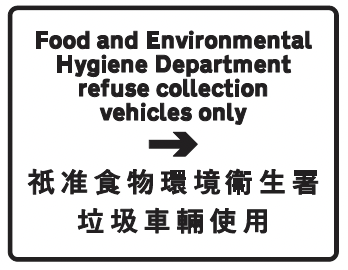 Food and Environmental
Hygiene Department
refuse collection
vehicles only
祇准食物環境衞生署
垃圾車輛使用